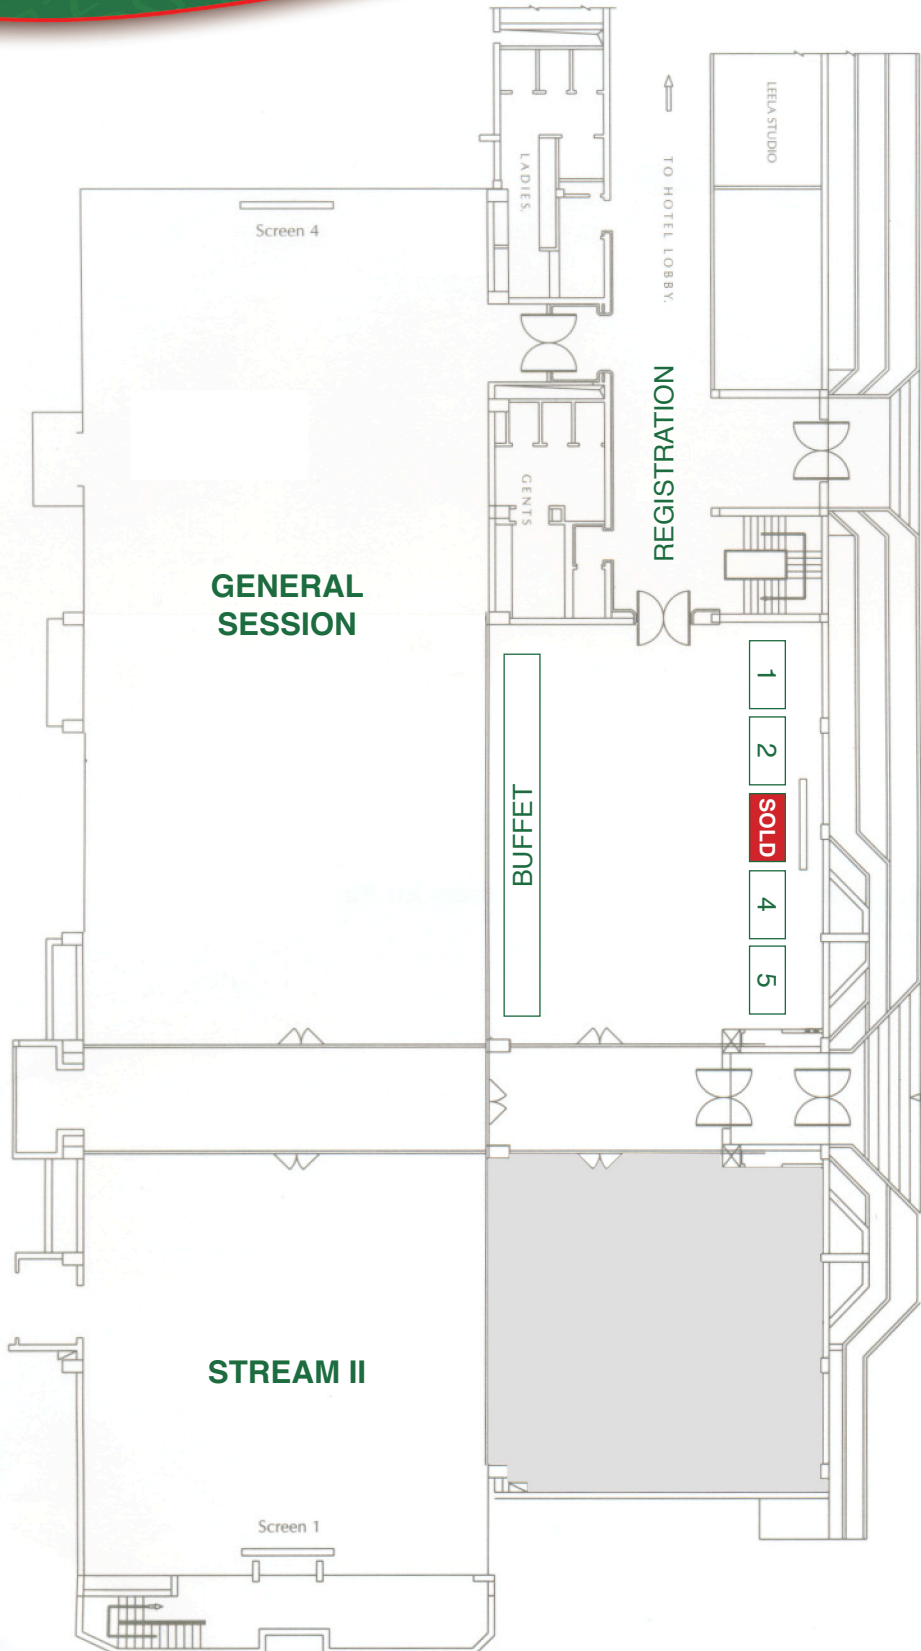 LEELA STUDIO
TO HOTEL LOBBY.
LADIES.
Screen 4
REGISTRATION
GENTS
GENERAL
SESSION
1
2
SOLD
4
5
BUFFET
STREAM II
Screen 1